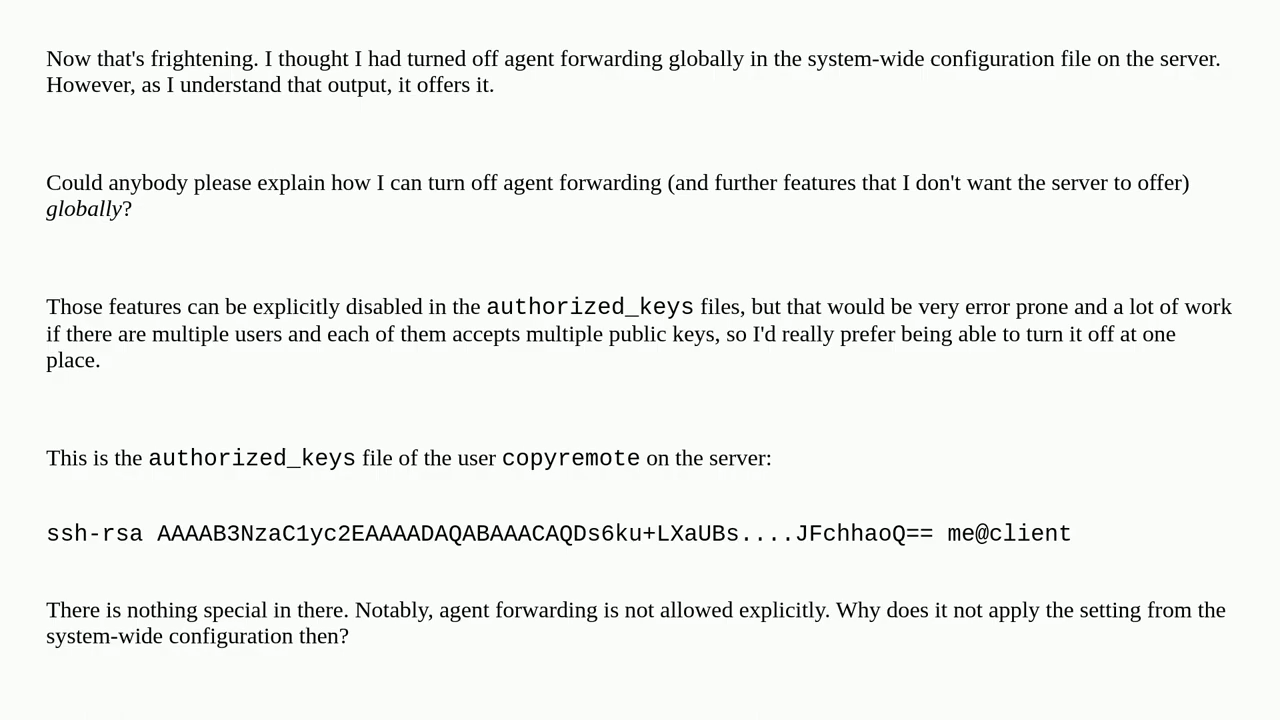 Now that's frightening. I thought I had turned off agent forwarding globally in the system-wide configuration file on the server.
However, as I understand that output, it offers it.
Could anybody please explain how I can turn off agent forwarding (and further features that I don't want the server to offer)
globally?
Those features can be explicitly disabled in the authorized_keys files, but that would be very error prone and a lot of work
if there are multiple users and each of them accepts multiple public keys, so I'd really prefer being able to turn it off at one
place.
This is the authorized_keys file of the user copyremote on the server:
ssh-rsa AAAAB3NzaC1yc2EAAAADAQABAAACAQDs6ku+LXaUBs....JFchhaoQ== me@client
There is nothing special in there. Notably, agent forwarding is not allowed explicitly. Why does it not apply the setting from the
system-wide configuration then?